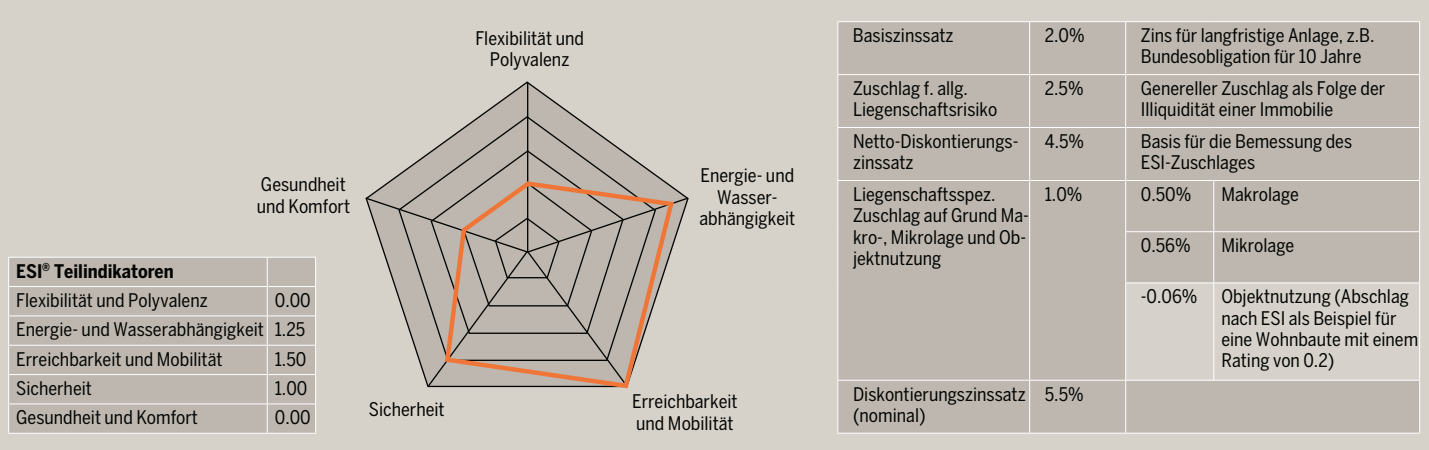 ESI® Teilindikatoren
Flexibilität und Polyvalenz 0.00
Energie- und Wasserabhängigkeit 1.25
Erreichbarkeit und Mobilität 1.50
Sicherheit 1.00
Gesundheit und Komfort 0.00
Flexibilität und
Polyvalenz
Energie- und
Wasser-
abhängigkeit
Erreichbarkeit
und Mobilität
Sicherheit
Gesundheit
und Komfort
Basiszinssatz 2.0% Zins für langfristige Anlage, z.B.
Bundesobligation für 10 Jahre
Zuschlag f. allg. 2.5% Genereller Zuschlag als Folge der
Liegenschaftsrisiko Illiquidität einer Immobilie
Netto-Diskontierungs- 4.5% Basis für die Bemessung des
zinssatz ESI-Zuschlages
Liegenschaftsspez. 1.0% 0.50% Makrolage
Zuschlag auf Grund Ma-
kro-, Mikrolage und Ob- 0.56% Mikrolage
jektnutzung
-0.06% Objektnutzung (Abschlag
nach ESI als Beispiel für
eine Wohnbaute mit einem
Rating von 0.2)
Diskontierungszinssatz 5.5%
(nominal)